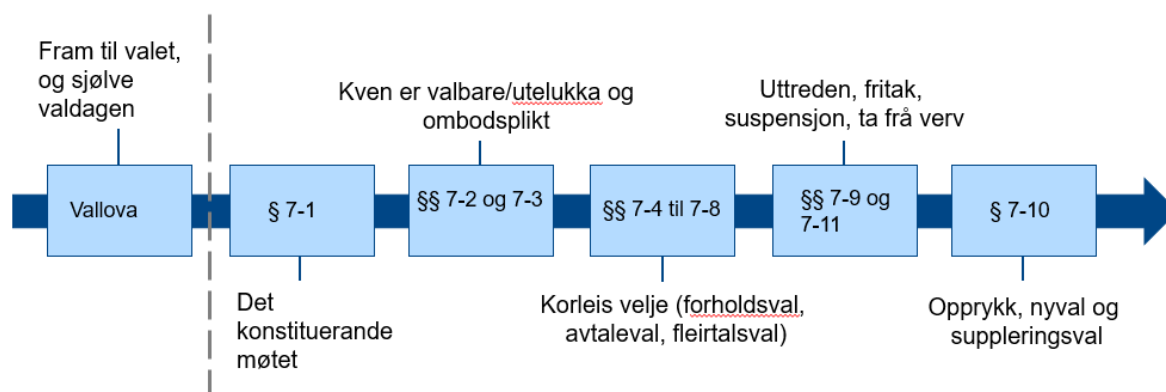 Fram til valet,
og sjølve
valdagen
Vallova
§ 7-1
Det
konstituerande
møtet
Kven er valbare/utelukka og
ombodsplikt
§§ 7-2 og 7-3
§§ 7-4 til 7-8
Korleis velje (forholdsval,
avtaleval, fleirtalsval)
Uttreden, fritak,
suspensjon, ta frå verv
§§ 7-9 og
7-11
§ 7-10
Opprykk, nyval og
suppleringsval